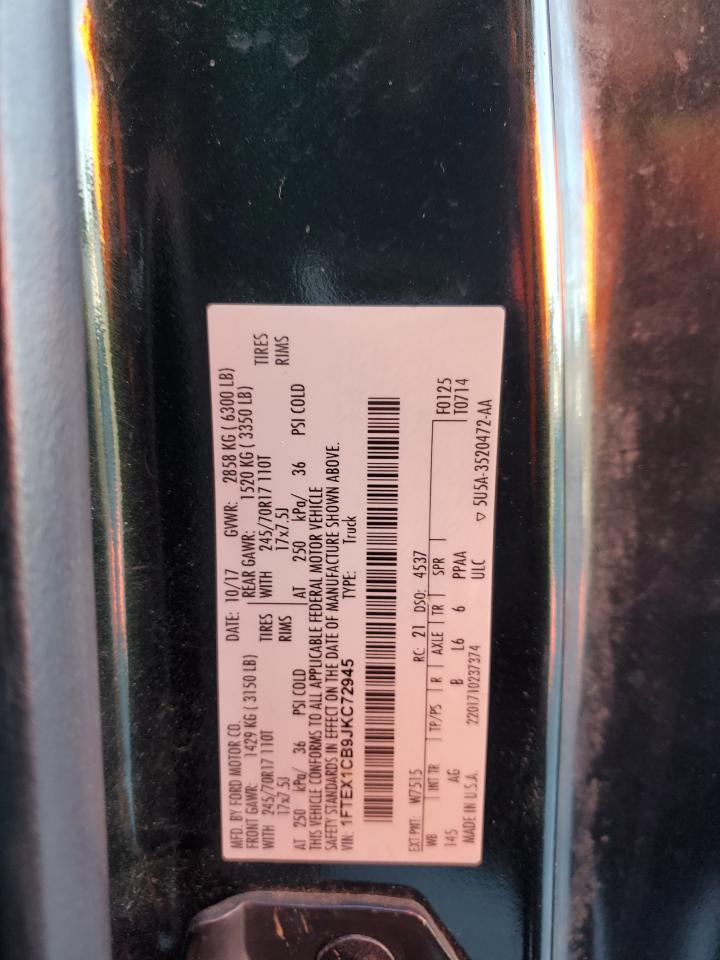 MFD. BY FORD MOTOR CO. DATE: 10/17 GVWR: 2858 KG ( 6300 LB)
FRONT GAWR: 1429 KG ( 3150 LB) REAR GAWR: 1520 KG ( 3350 LB)
WITH 245/70R17 110T TIRES WITH 245/70R17 110T TIRES
17x7.5J RIMS 17x7.5J RIMS
AT 250 kPa/ 36 PSI COLD AT 250 kPa/ 36 PSI COLD
THIS VEHICLE CONFORMS TO ALL APPLICABLE FEDERAL MOTOR VEHICLE
SAFETY STANDARDS IN EFFECT ON THE DATE OF MANUFACTURE SHOWN ABOVE.
VIN: 1FTEX1CB9JKC72945 TYPE: Truck
EXT PNT: W7515 RC: 21 DSO: 4537 F0125
WB INT TR TP/PS R AXLE TR SPR T0714
145 AG B L6 6 PPAA
MADE IN U.S.A. 2201710237374 ULC 5U5A-3520472-AA